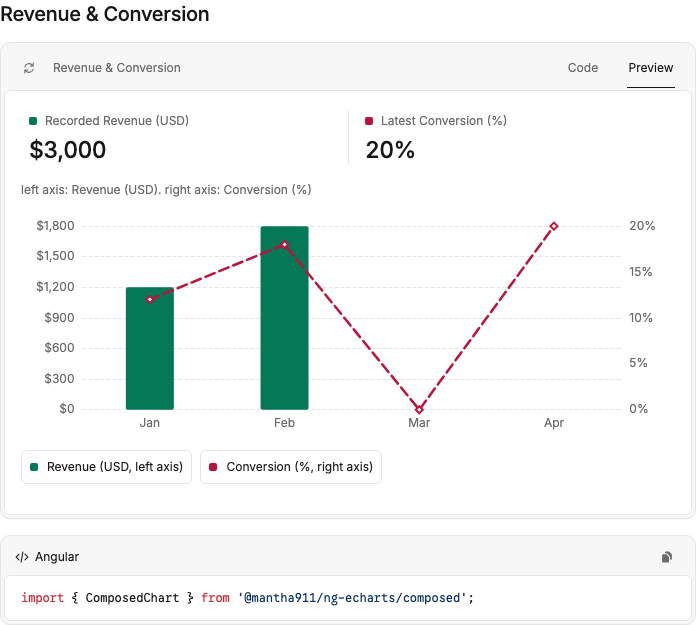 Revenue & Conversion
Revenue & Conversion
Code
Preview
Recorded Revenue (USD)
$3,000
Latest Conversion (%)
20%
left axis: Revenue (USD). right axis: Conversion (%)
$1,800
$1,500
$1,200
$900
$600
$300
$0
20%
15%
10%
5%
0%
Jan
Feb
Mar
Apr
Revenue (USD, left axis)
Conversion (%, right axis)
</> Angular
import { ComposedChart } from '@mantha911/ng-echarts/composed';